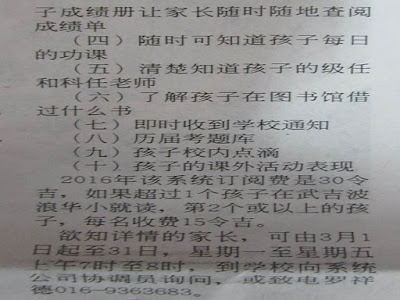 子成绩册让家长随时随地查阅
成绩单
（四）随时可知道孩子每日
的功课
（五）清楚知道孩子的级任
和科任老师
（六）了解孩子在图书馆借
过什么书
（七）即时收到学校通知
（八）历届考题库
（九）孩子校内点滴
（十）孩子的课外活动表现
2016年该系统订阅费是30令
吉，如果超过1个孩子在武吉波
浪华小就读，第2个或以上的孩
子，每名收费15令吉。
欲知详情的家长，可由3月1
日起至31日，星期一至星期五
上午7时至8时，到学校向系统
公司协调员询问，或致电罗祥
德016-9363683。